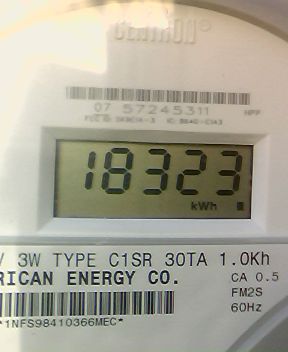 CENTRON®
07 57245311
18323
kWh
V 3W TYPE C1SR 30TA 1.0Kh
RICAN ENERGY CO.
CA 0.5
FM2S
60Hz
*1NFS98410366MEC*